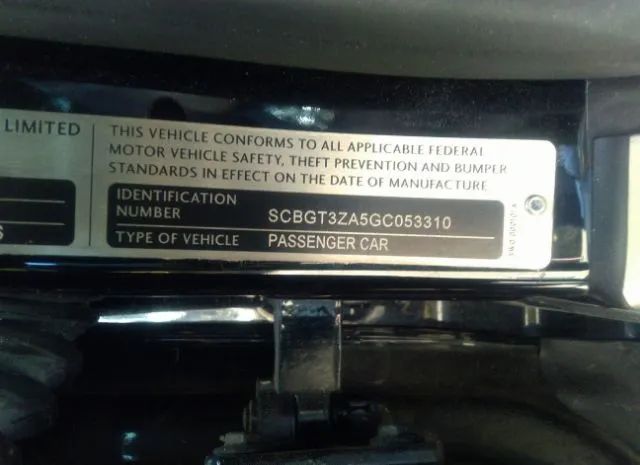 LIMITED
THIS VEHICLE CONFORMS TO ALL APPLICABLE FEDERAL
MOTOR VEHICLE SAFETY, THEFT PREVENTION AND BUMPER
STANDARDS IN EFFECT ON THE DATE OF MANUFACTURE
IDENTIFICATION
NUMBER SCBGT3ZA5GC053310
TYPE OF VEHICLE PASSENGER CAR
S